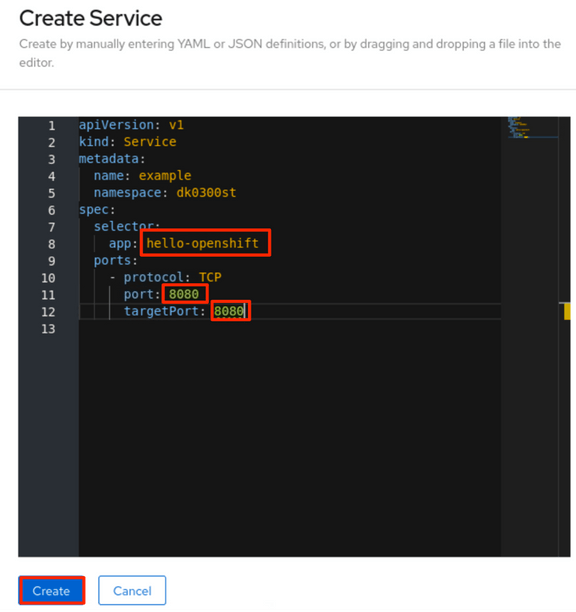 Create Service
Create by manually entering YAML or JSON definitions, or by dragging and dropping a file into the
editor.
1 apiVersion: v1
2 kind: Service
3 metadata:
4   name: example
5   namespace: dk0300st
6 spec:
7   selector:
8     app: hello-openshift
9   ports:
10     - protocol: TCP
11       port: 8080
12       targetPort: 8080
13
Create Cancel